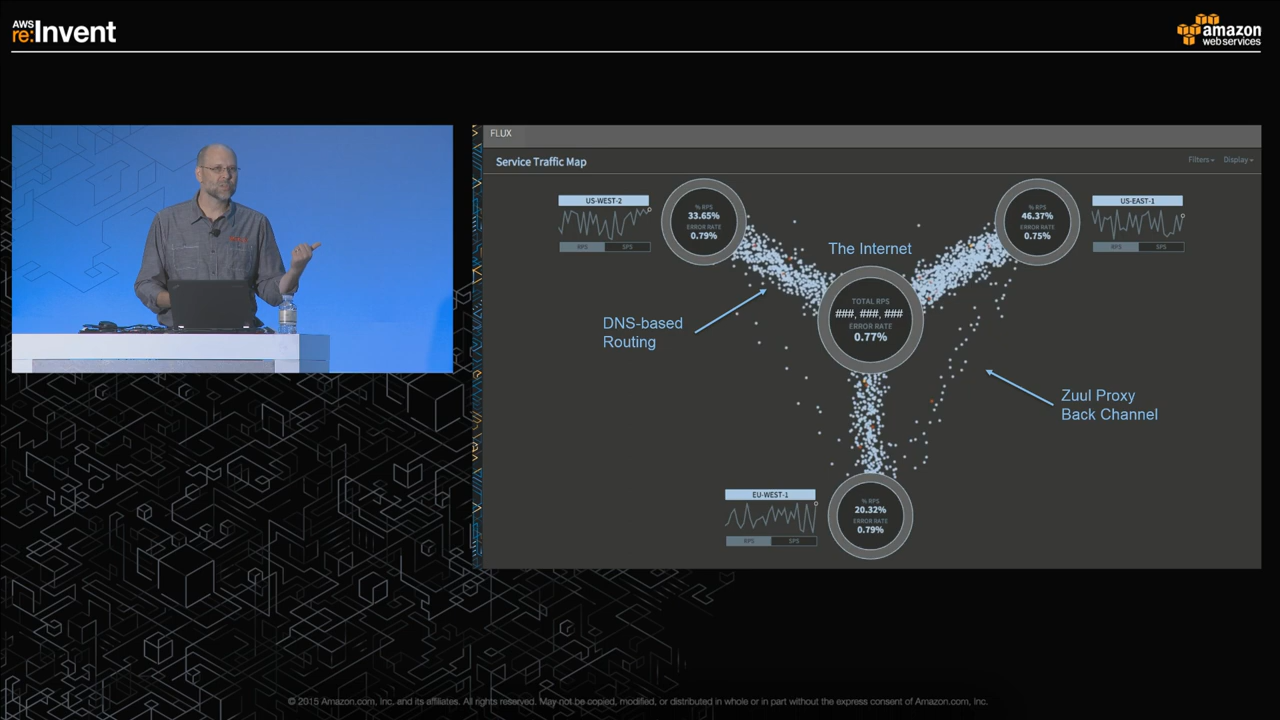 AWS
re:Invent
amazon
web services
FLUX
Service Traffic Map
Filters
Display
US-WEST-2
RPS
SPS
% RPS
33.65%
ERROR RATE
0.79%
% RPS
46.37%
ERROR RATE
0.75%
US-EAST-1
RPS
SPS
The Internet
TOTAL RPS
###, ###, ###
ERROR RATE
0.77%
DNS-based
Routing
Zuul Proxy
Back Channel
EU-WEST-1
RPS
SPS
% RPS
20.32%
ERROR RATE
0.79%
© 2015 Amazon.com, Inc. and its affiliates. All rights reserved. May not be copied, modified, or distributed in whole or in part without the express consent of Amazon.com, Inc.